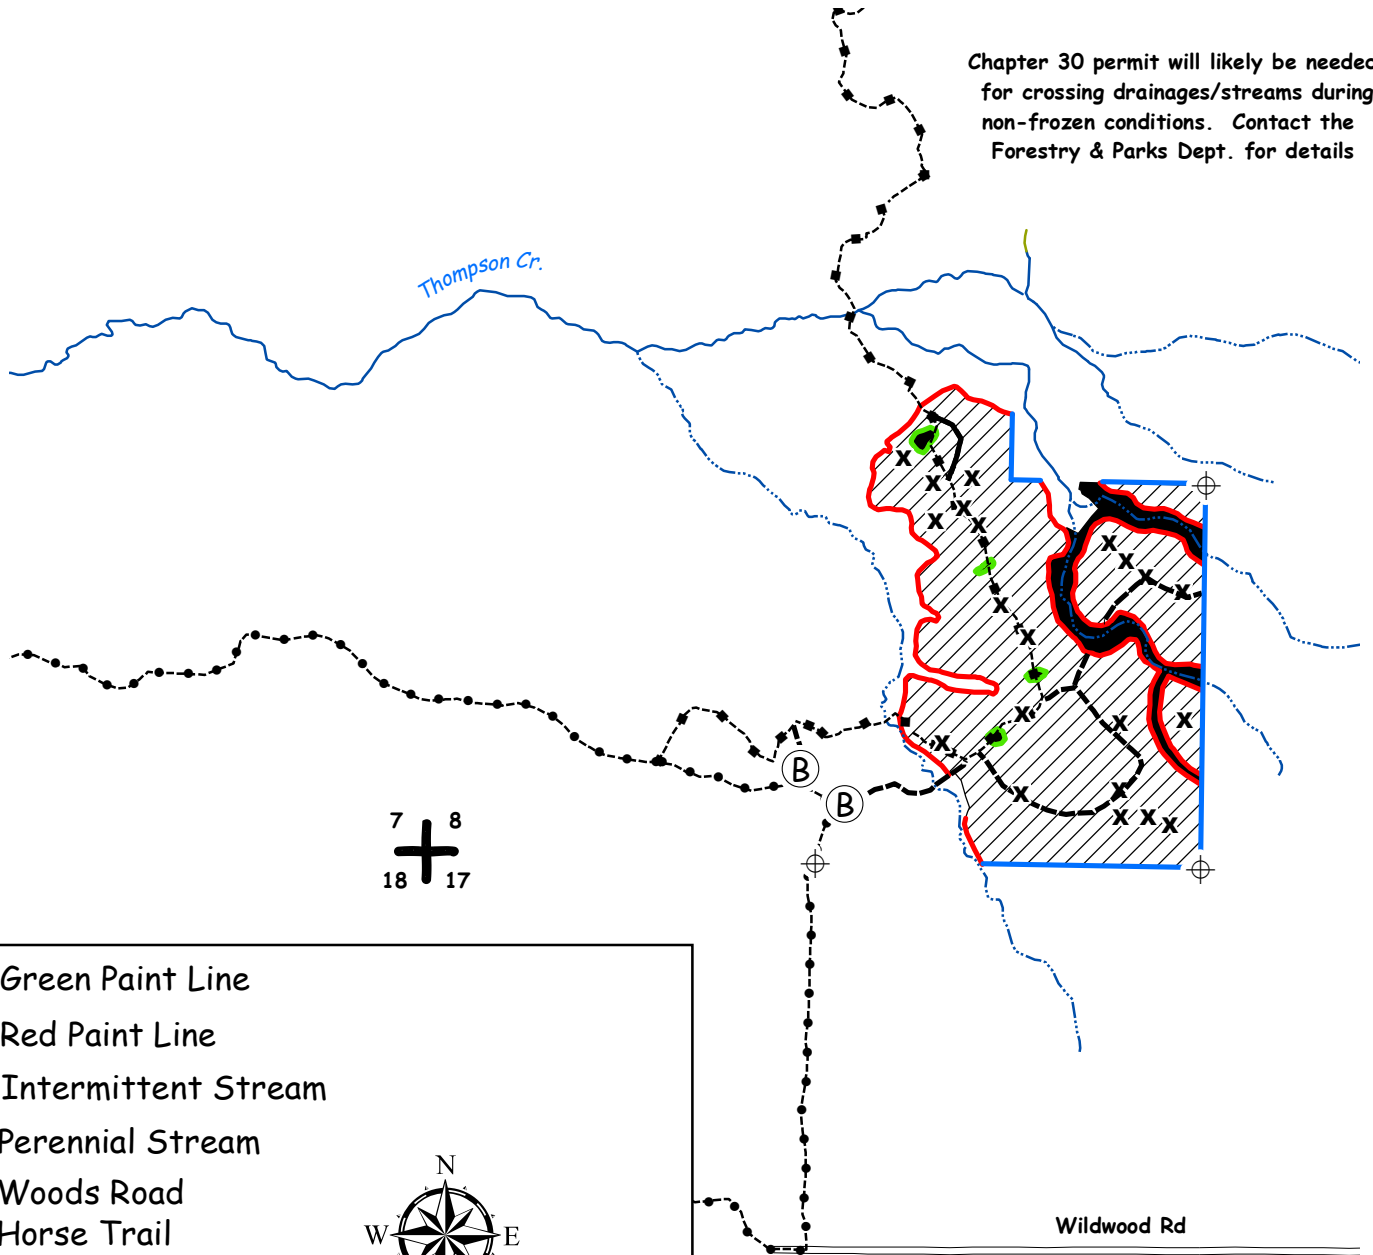 Chapter 30 permit will likely be needed
for crossing drainages/streams during
non-frozen conditions. Contact the
Forestry & Parks Dept. for details
Thompson Cr.
X
X X
X X X
X
X
X
X
X
X
X
X
X
X
X
X
X
X
X X X
B
B
7 8
18 17
Green Paint Line
Red Paint Line
Intermittent Stream
Perennial Stream
Woods Road
Horse Trail
N
W E
Wildwood Rd